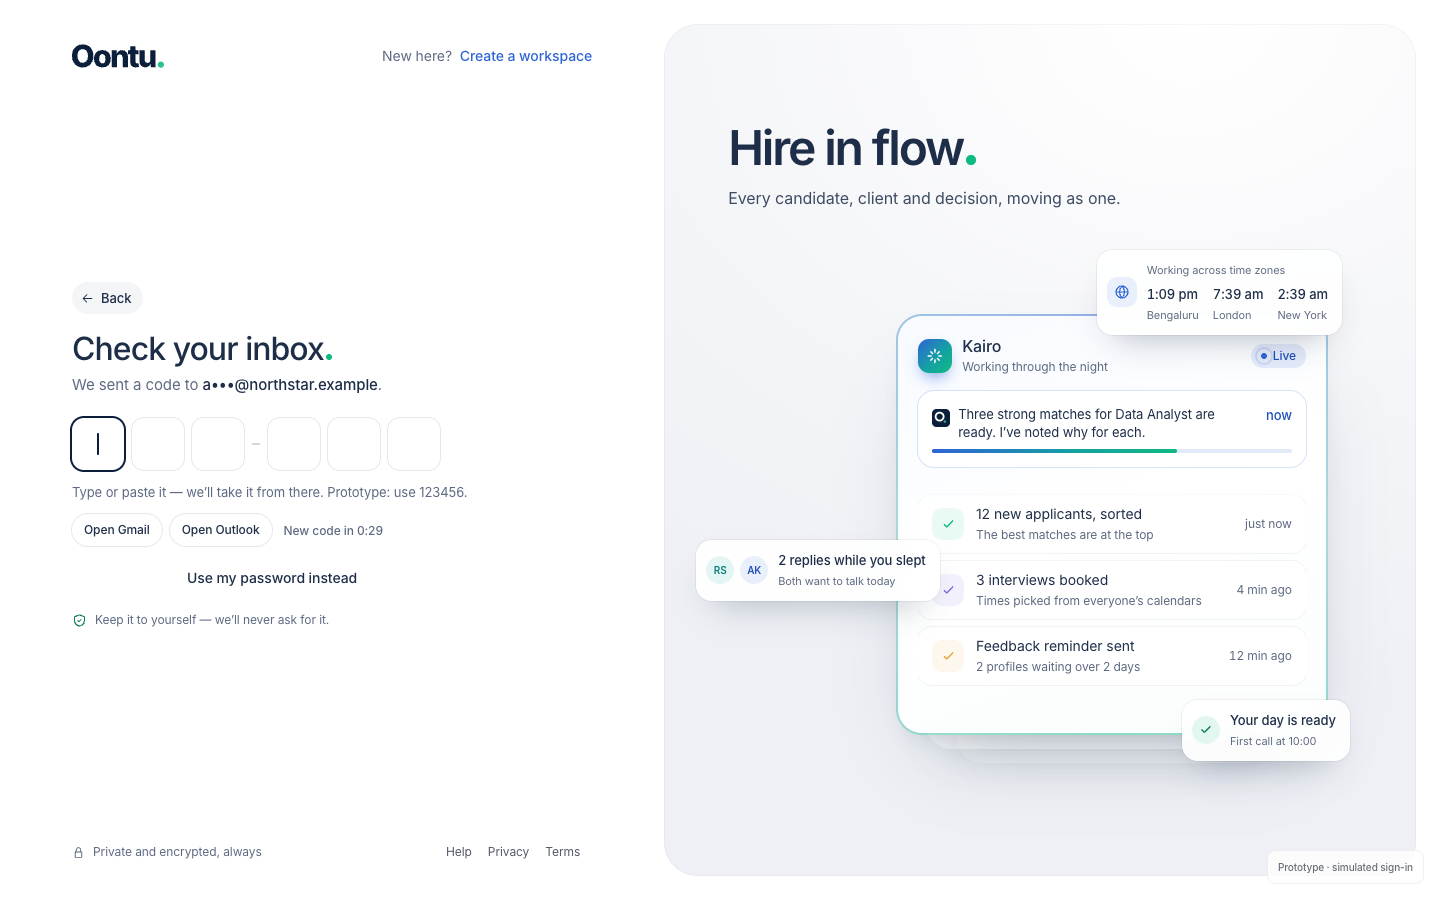 Oontu.
New here? Create a workspace
← Back
Check your inbox.
We sent a code to a•••@northstar.example.
–
Type or paste it — we’ll take it from there. Prototype: use 123456.
Open Gmail
Open Outlook
New code in 0:29
Use my password instead
Keep it to yourself — we’ll never ask for it.
Private and encrypted, always
Help
Privacy
Terms
Hire in flow.
Every candidate, client and decision, moving as one.
Working across time zones
1:09 pm 7:39 am 2:39 am
Bengaluru London New York
Kairo
Working through the night
Live
Three strong matches for Data Analyst are
ready. I’ve noted why for each.
now
12 new applicants, sorted
The best matches are at the top
just now
RS
AK
2 replies while you slept
Both want to talk today
3 interviews booked
Times picked from everyone’s calendars
4 min ago
Feedback reminder sent
2 profiles waiting over 2 days
12 min ago
Your day is ready
First call at 10:00
Prototype · simulated sign-in